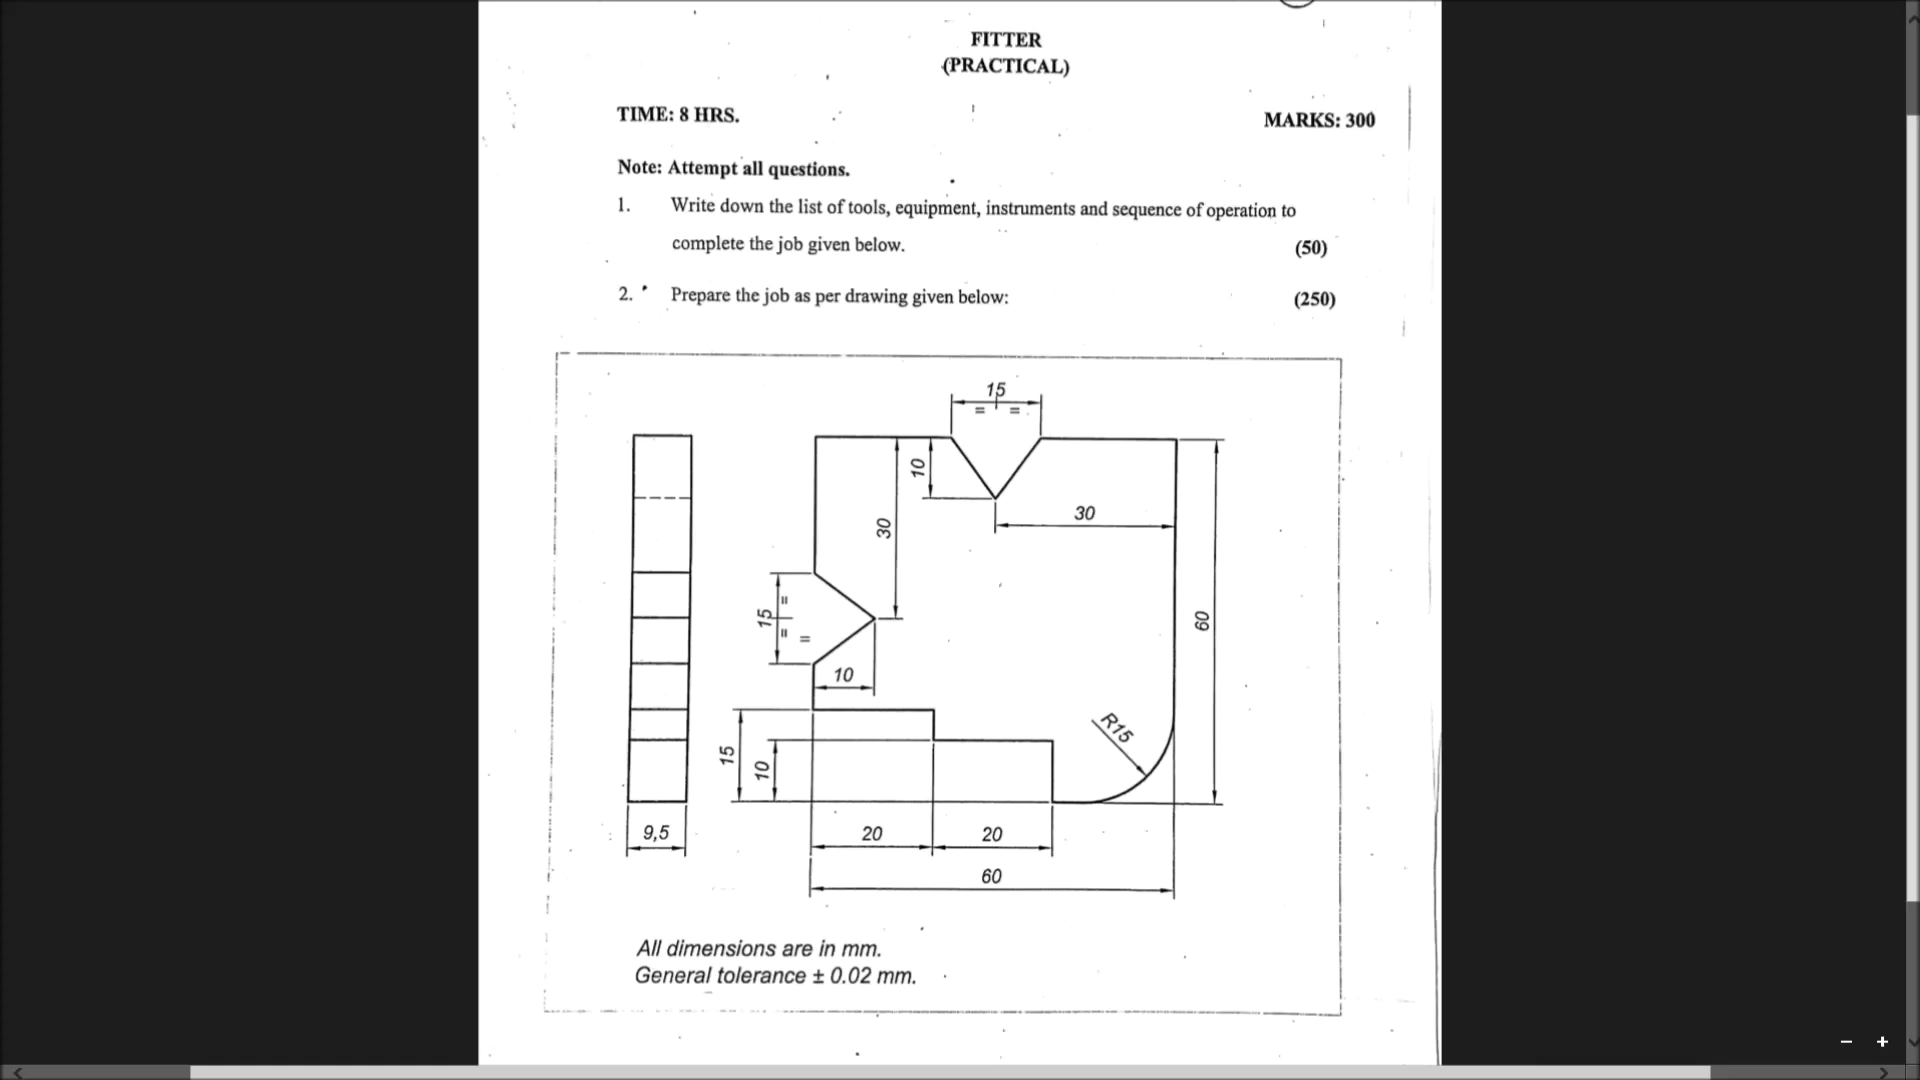 FITTER
(PRACTICAL)
TIME: 8 HRS.
MARKS: 300
Note: Attempt all questions.
1. Write down the list of tools, equipment, instruments and sequence of operation to
complete the job given below. (50)
2. Prepare the job as per drawing given below: (250)
15
= =
10
30
30
15
= =
=
10
60
R15
15
10
9,5
20
20
60
All dimensions are in mm.
General tolerance ± 0.02 mm.